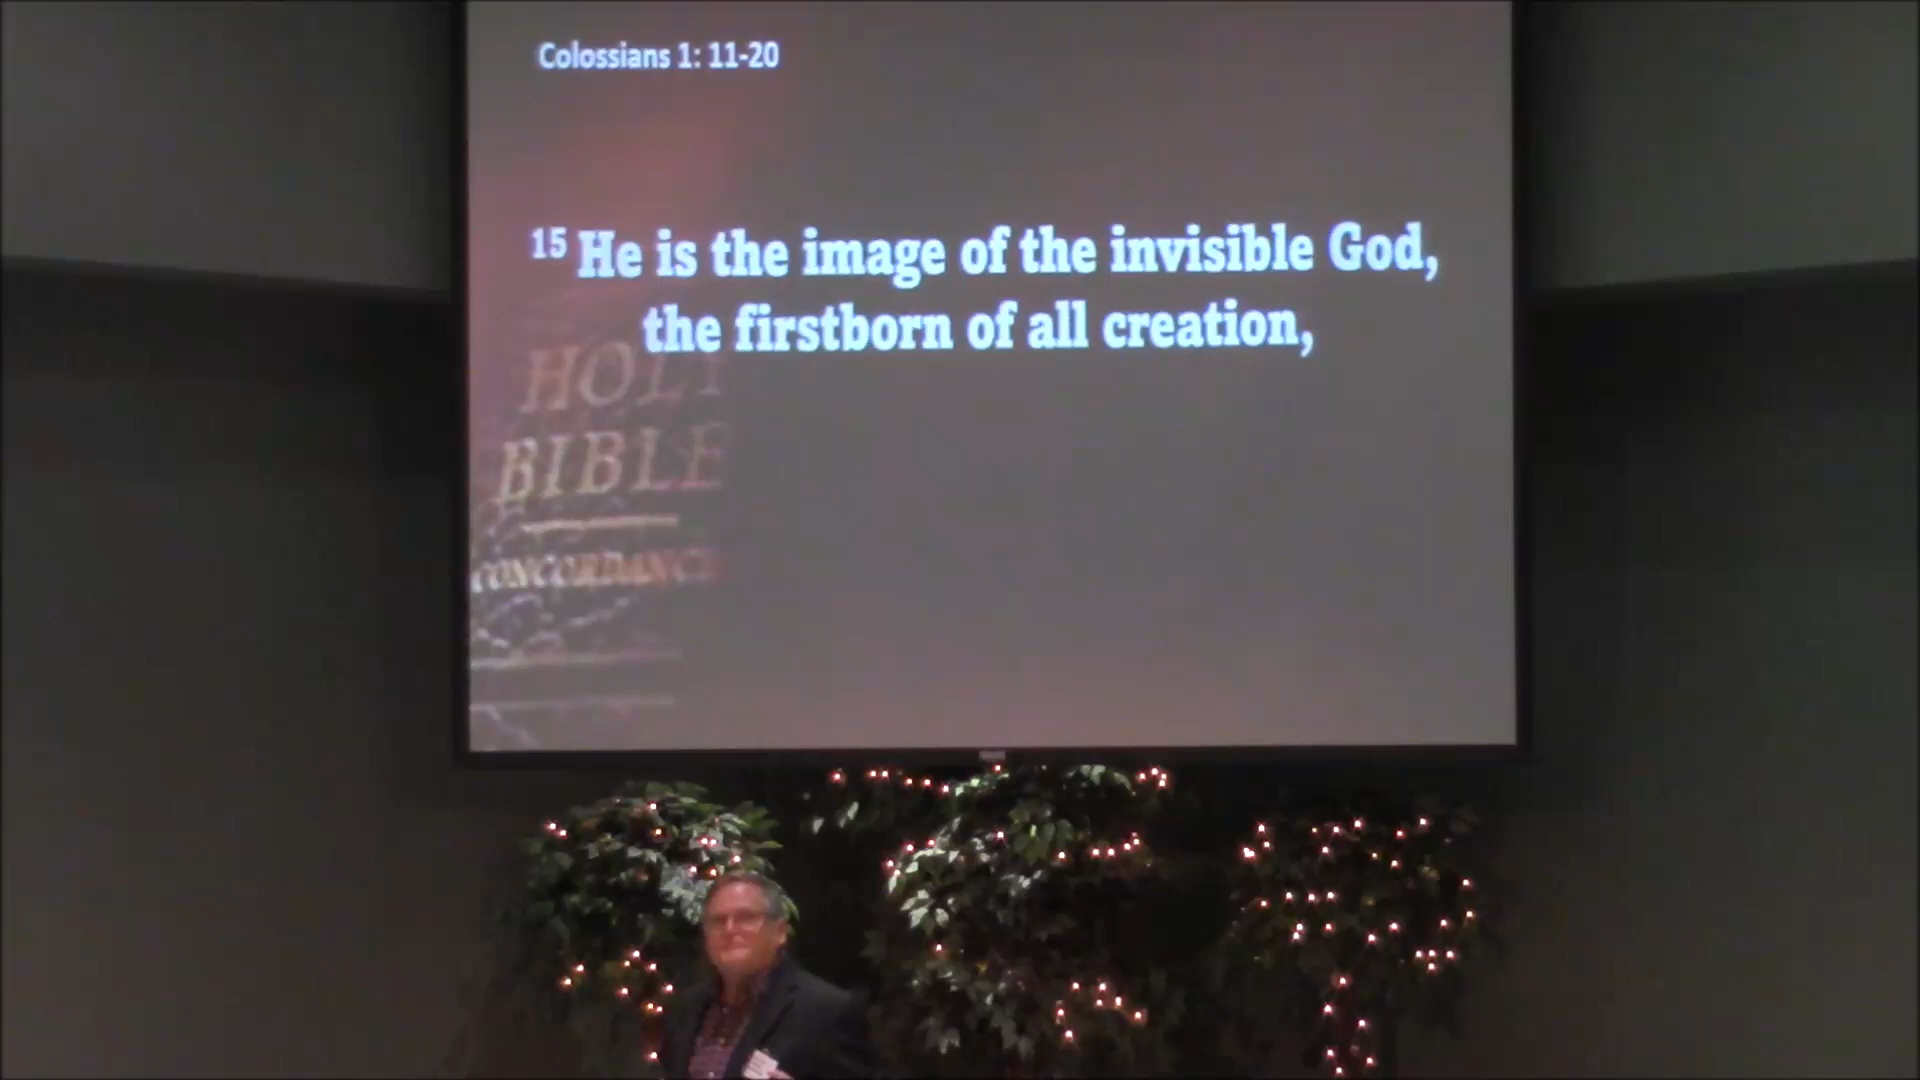 Colossians 1: 11-20
15 He is the image of the invisible God,
the firstborn of all creation,
HOLY
BIBLE
CONCORDANCE